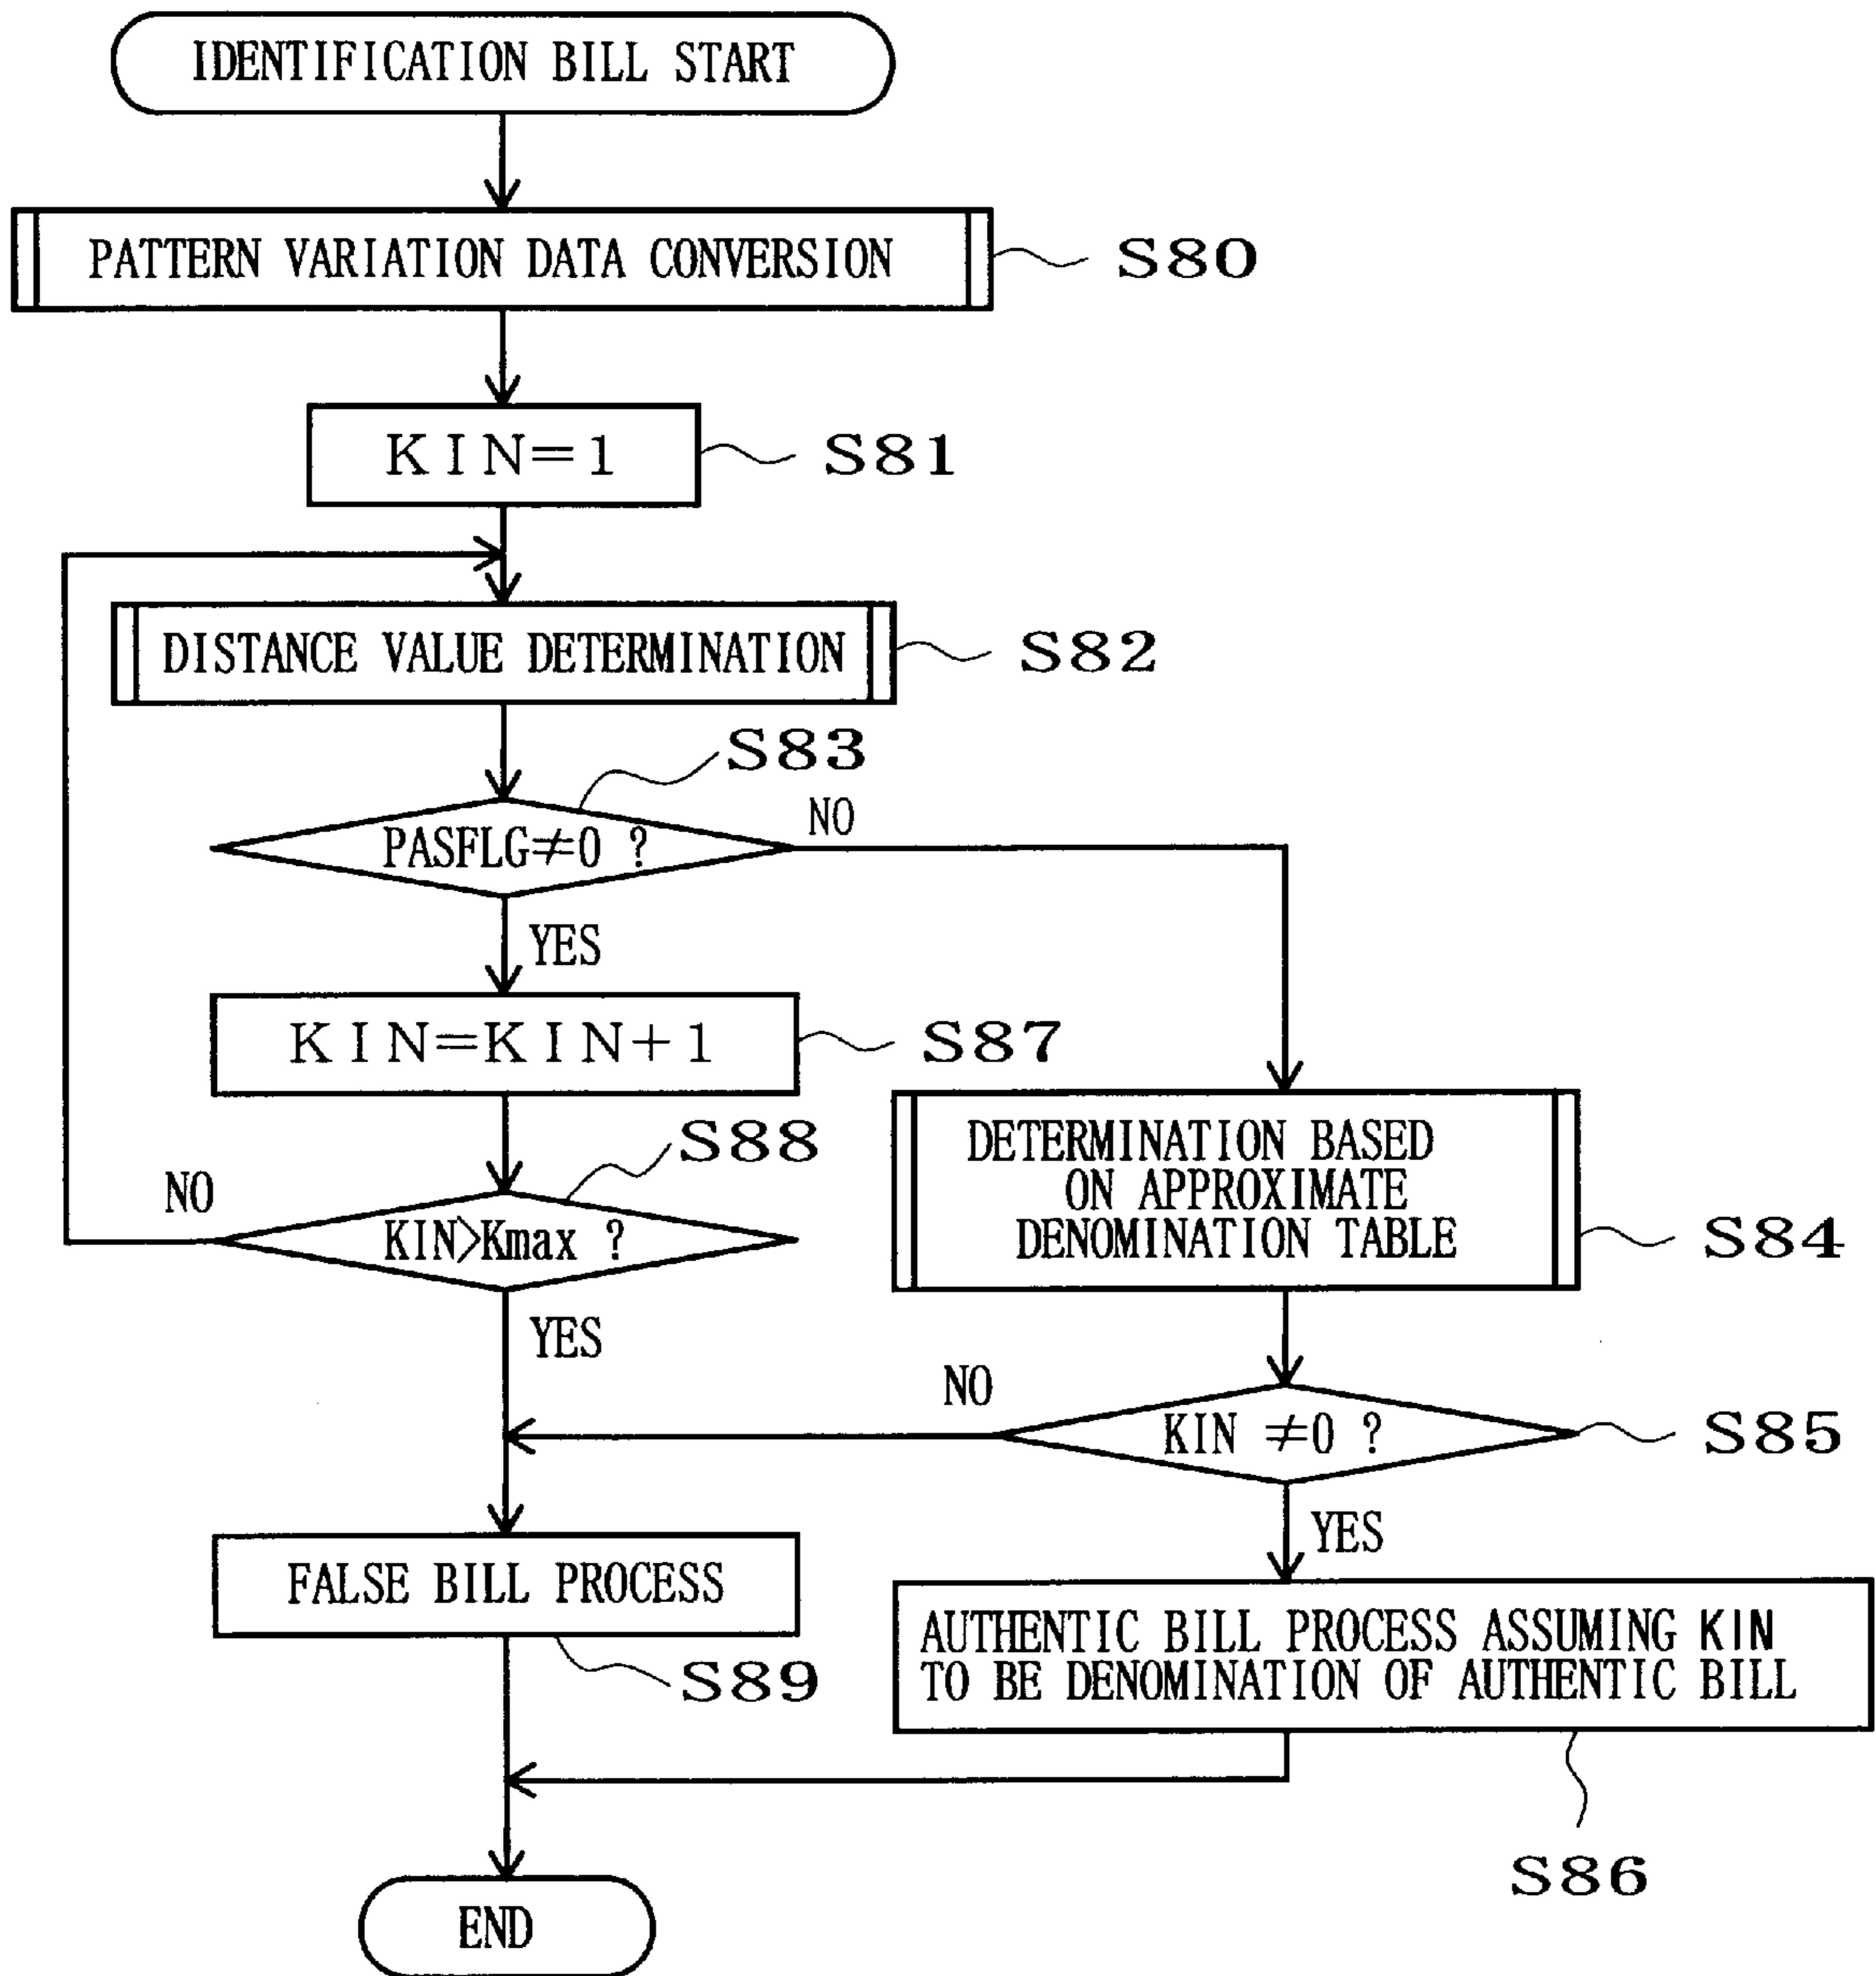 IDENTIFICATION BILL START
PATTERN VARIATION DATA CONVERSION
S80
KIN=1
S81
DISTANCE VALUE DETERMINATION
S82
S83
PASFLG≠0 ?
NO
YES
KIN=KIN+1
S87
S88
NO
KIN>Kmax ?
YES
DETERMINATION BASED
ON APPROXIMATE
DENOMINATION TABLE
S84
NO
KIN ≠0 ?
S85
YES
FALSE BILL PROCESS
S89
AUTHENTIC BILL PROCESS ASSUMING KIN
TO BE DENOMINATION OF AUTHENTIC BILL
S86
END